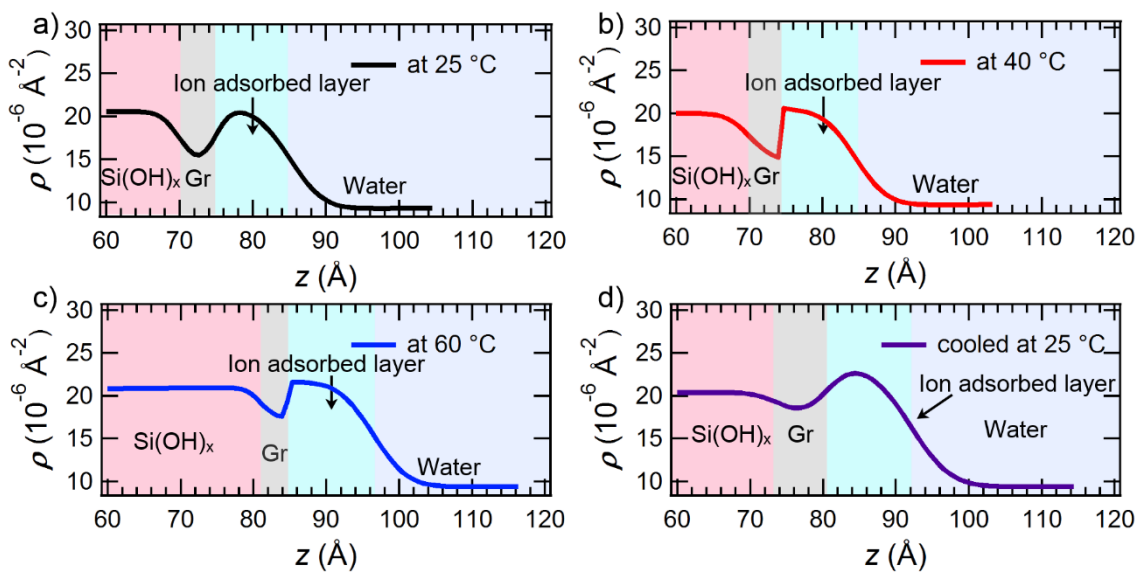 a)
30
25
20
15
10
ρ (10⁻⁶ Å⁻²)
at 25 °C
Ion adsorbed layer
Si(OH)ₓ Gr
Water
60 70 80 90 100 110 120
z (Å)
b)
30
25
20
15
10
ρ (10⁻⁶ Å⁻²)
at 40 °C
Ion adsorbed layer
Si(OH)ₓ Gr
Water
60 70 80 90 100 110 120
z (Å)
c)
30
20
10
ρ (10⁻⁶ Å⁻²)
at 60 °C
Ion adsorbed layer
Si(OH)ₓ
Gr
Water
60 70 80 90 100 110 120
z (Å)
d)
30
20
10
ρ (10⁻⁶ Å⁻²)
cooled at 25 °C
Ion adsorbed layer
Si(OH)ₓ
Gr
Water
60 70 80 90 100 110 120
z (Å)